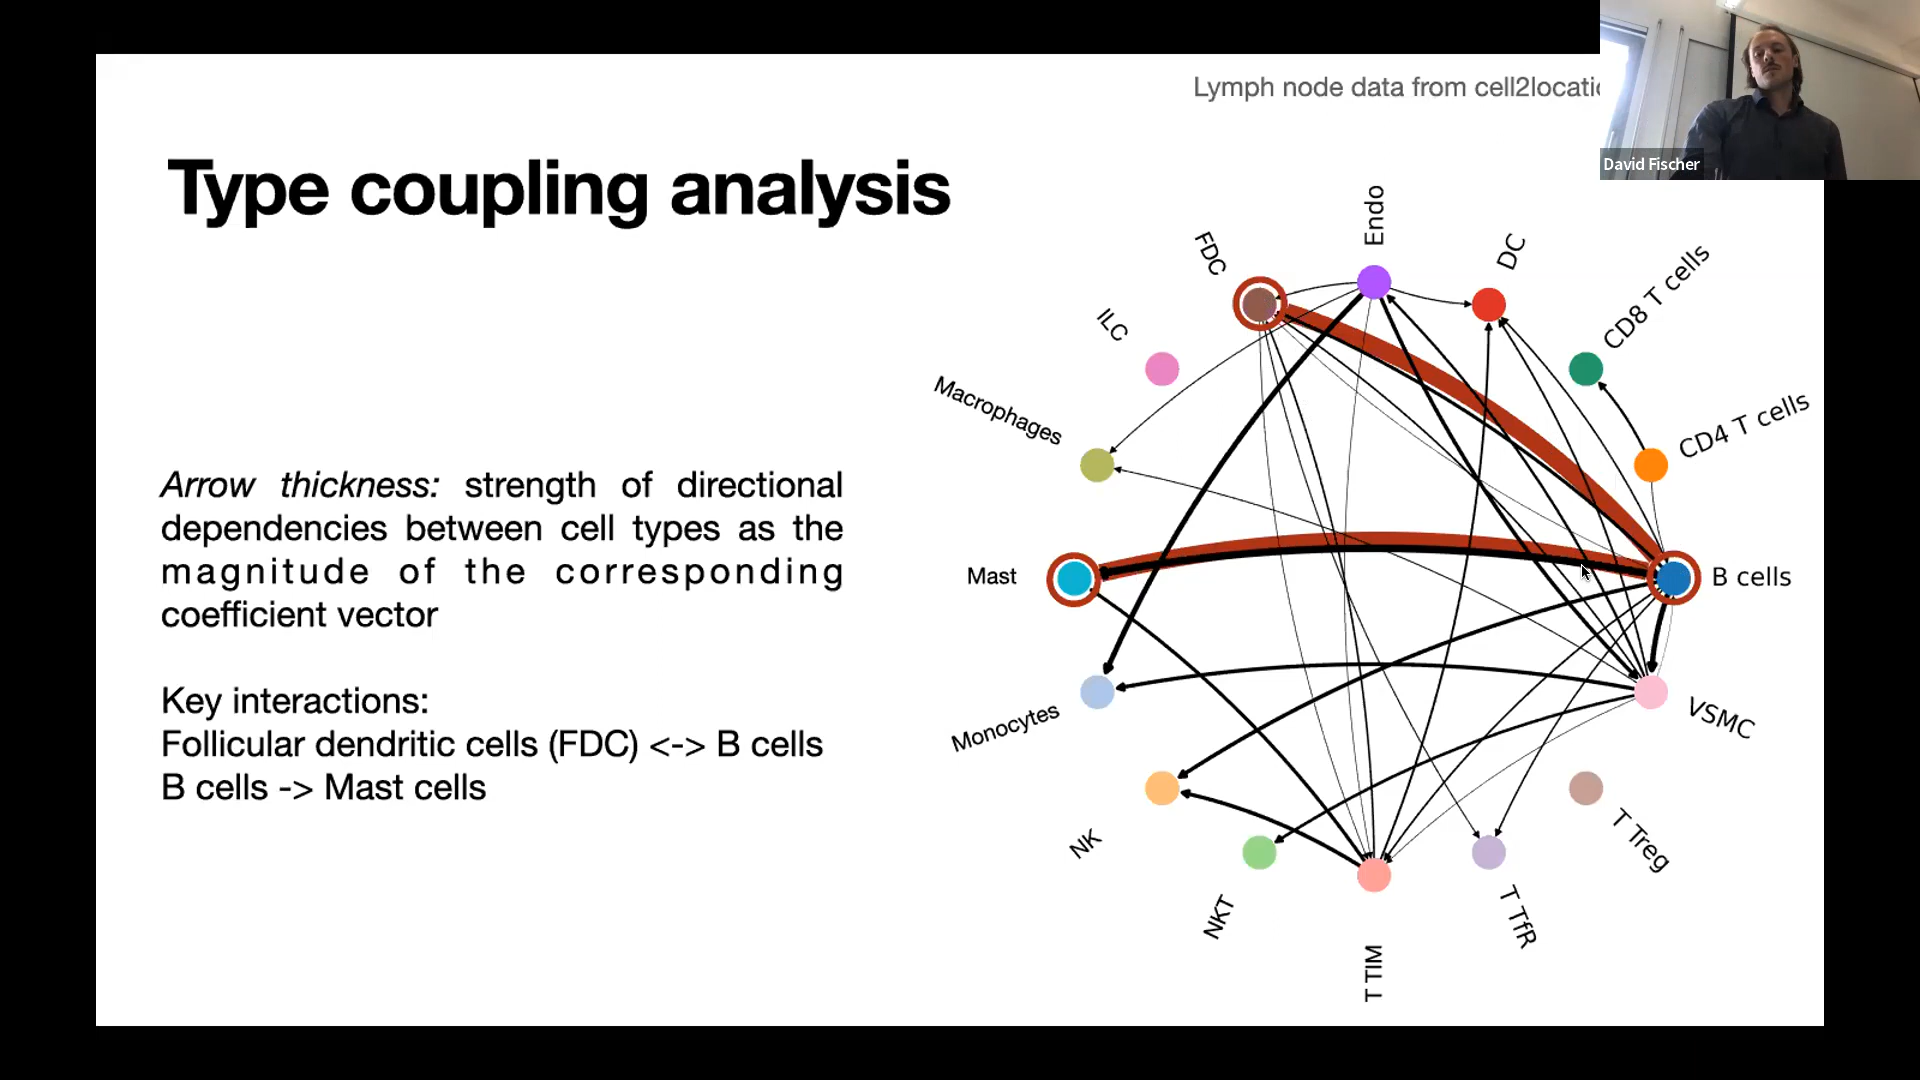 Lymph node data from cell2locatio
David Fischer
Type coupling analysis
Arrow thickness: strength of directional
dependencies between cell types as the
magnitude of the corresponding
coefficient vector
Key interactions:
Follicular dendritic cells (FDC) <-> B cells
B cells -> Mast cells
Endo
FDC
DC
ILC
CD8 T cells
Macrophages
CD4 T cells
Mast
B cells
Monocytes
VSMC
NK
T Treg
NKT
T TfR
T TIM